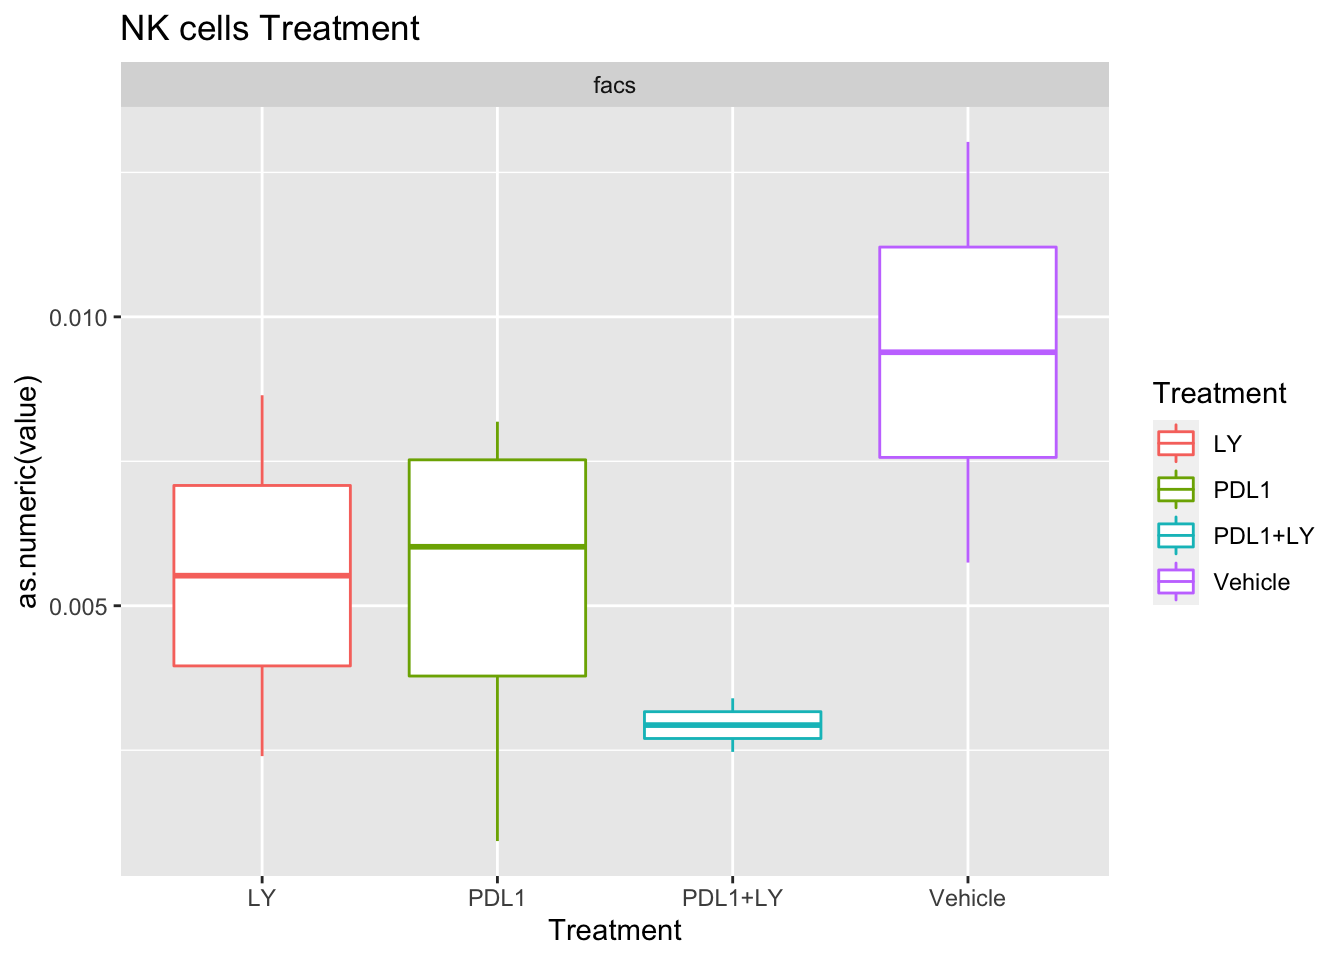 NK cells Treatment
facs
0.010
0.005
as.numeric(value)
LY
PDL1
PDL1+LY
Vehicle
Treatment
Treatment
LY
PDL1
PDL1+LY
Vehicle